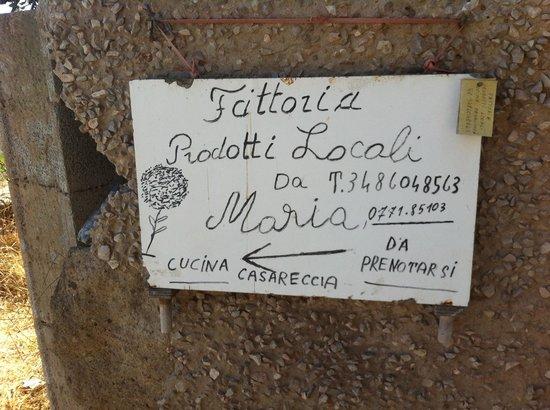 Fattoria
Prodotti Locali
Da T.3486048563
Maria, 0771.85103
CUCINA CASARECCIA
DA PRENOTARSI